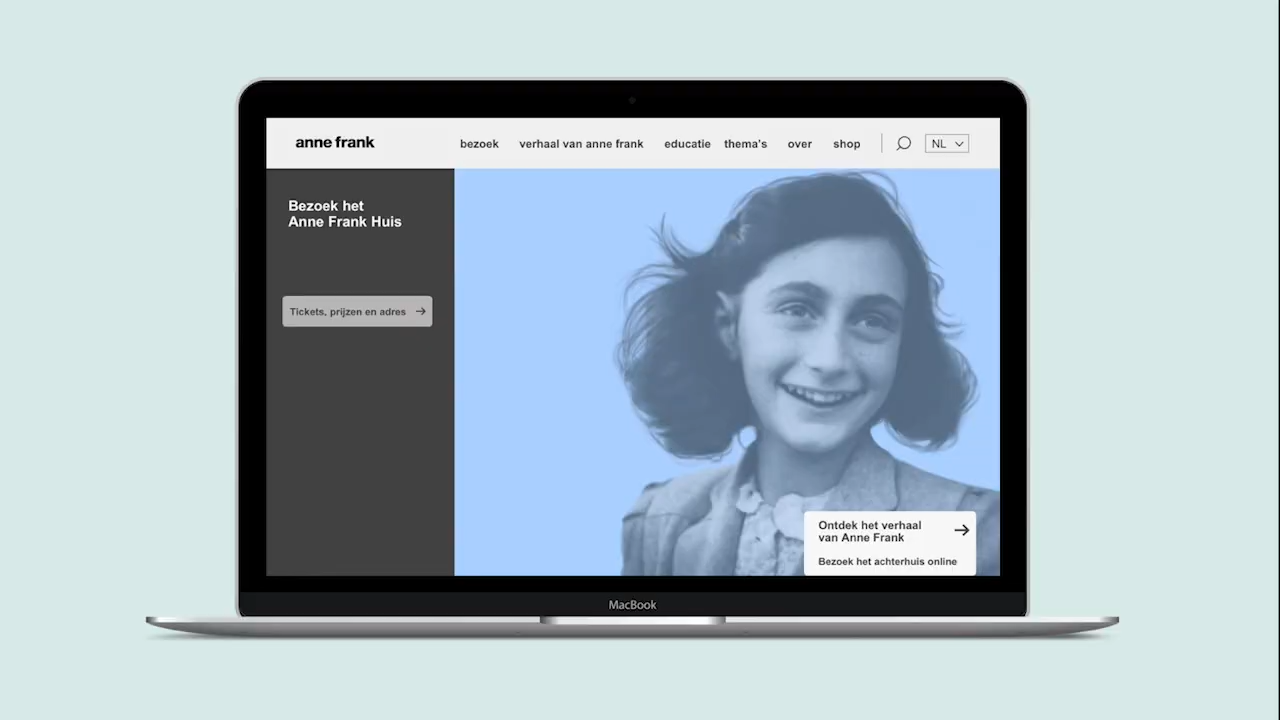 anne frank
bezoek verhaal van anne frank educatie thema's over shop NL
Bezoek het
Anne Frank Huis
Tickets, prijzen en adres
Ontdek het verhaal
van Anne Frank
Bezoek het achterhuis online
MacBook